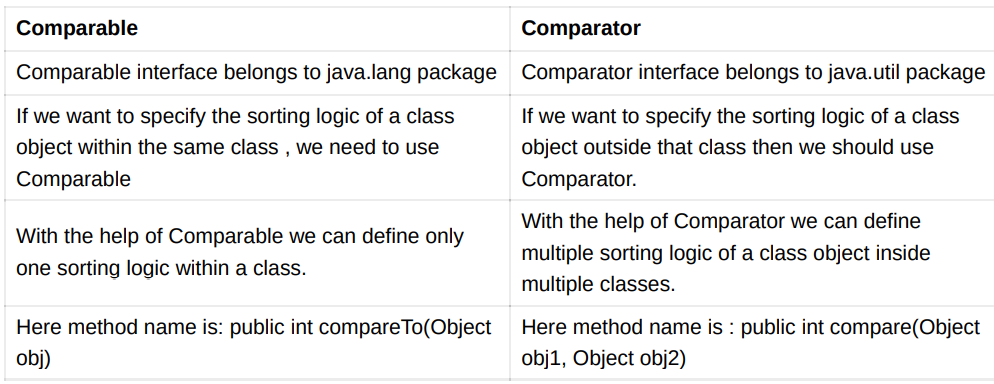 Comparable
Comparator
Comparable interface belongs to java.lang package
Comparator interface belongs to java.util package
If we want to specify the sorting logic of a class
object within the same class , we need to use
Comparable
If we want to specify the sorting logic of a class
object outside that class then we should use
Comparator.
With the help of Comparable we can define only
one sorting logic within a class.
With the help of Comparator we can define
multiple sorting logic of a class object inside
multiple classes.
Here method name is: public int compareTo(Object
obj)
Here method name is : public int compare(Object
obj1, Object obj2)